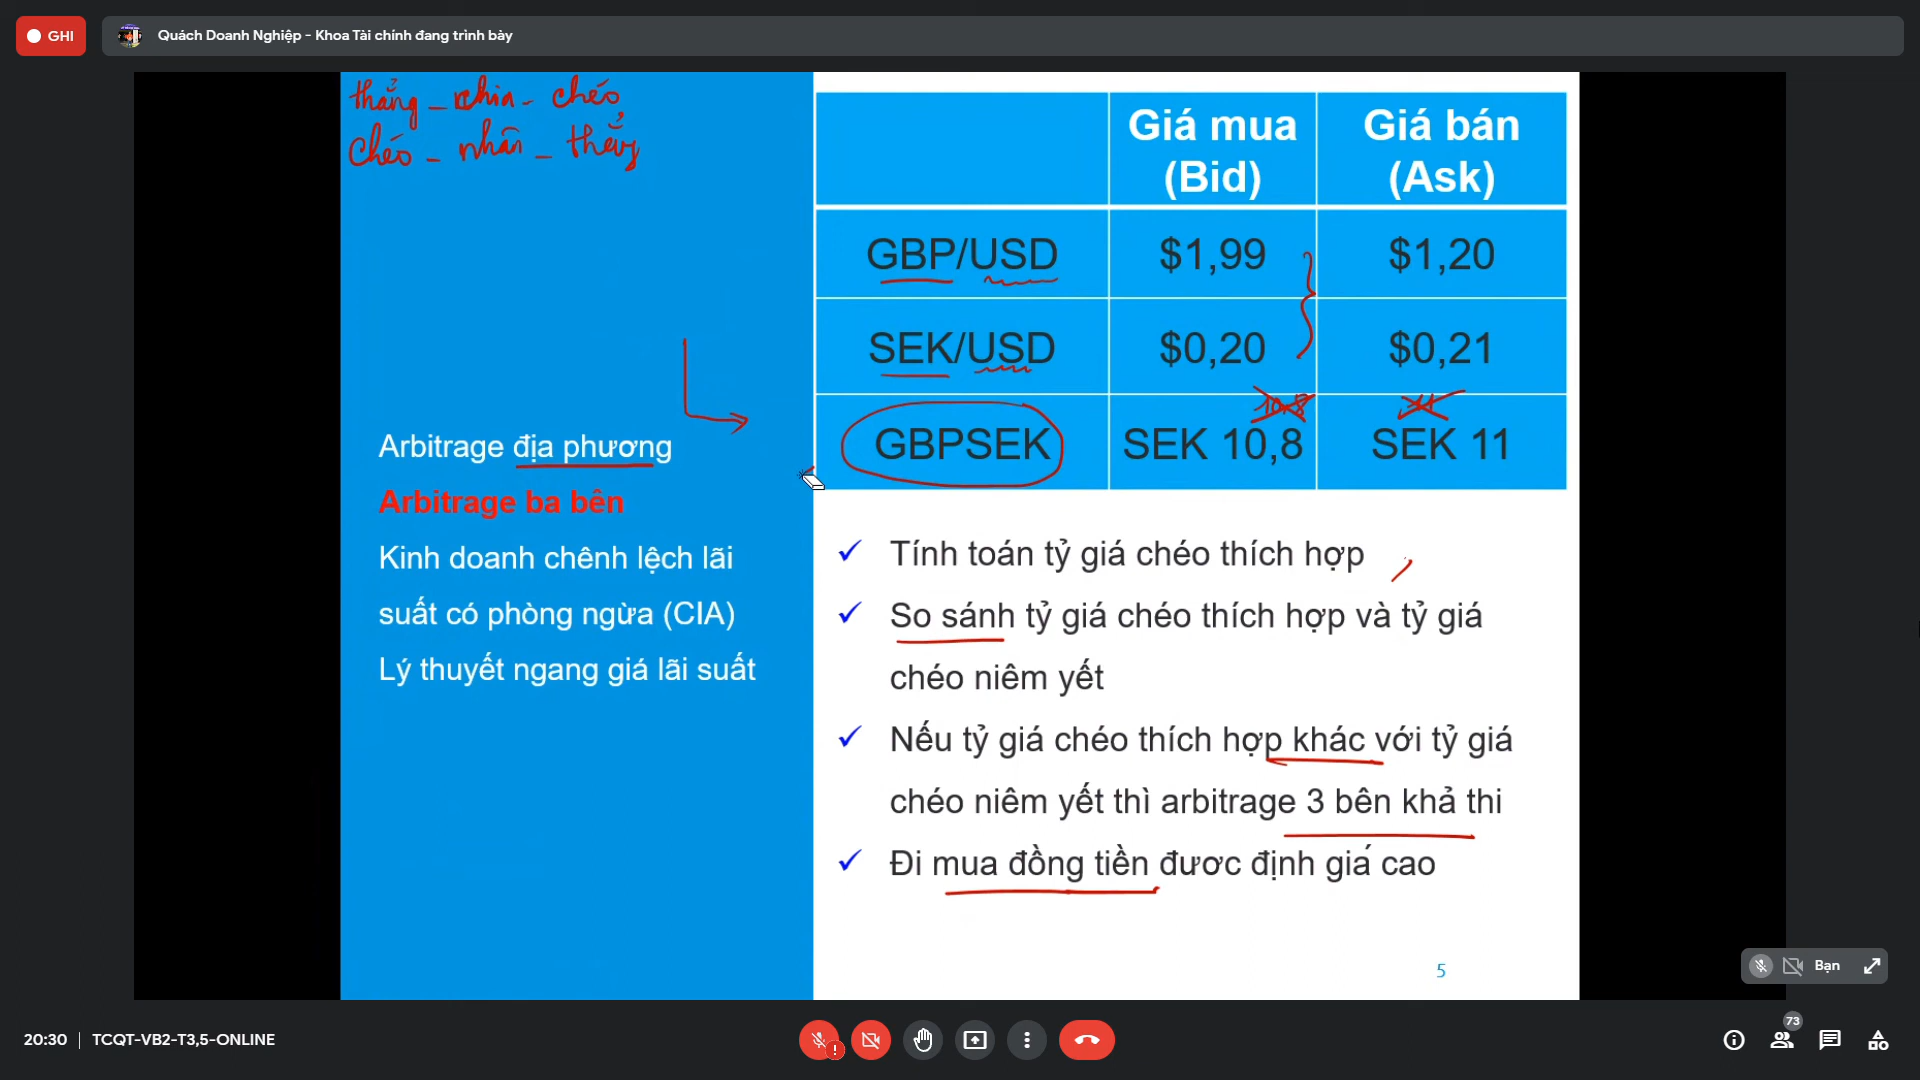 GHI
Quách Doanh Nghiệp - Khoa Tài chính đang trình bày
thẳng - chia - chéo
chéo - nhân - thẳng
Giá mua (Bid)
Giá bán (Ask)
GBP/USD $1,99 $1,20
SEK/USD $0,20 $0,21
10,8 11
GBPSEK SEK 10,8 SEK 11
Arbitrage địa phương
Arbitrage ba bên
Kinh doanh chênh lệch lãi
suất có phòng ngừa (CIA)
Lý thuyết ngang giá lãi suất
Tính toán tỷ giá chéo thích hợp
So sánh tỷ giá chéo thích hợp và tỷ giá
chéo niêm yết
Nếu tỷ giá chéo thích hợp khác với tỷ giá
chéo niêm yết thì arbitrage 3 bên khả thi
Đi mua đồng tiền đươc định giá cao
5
Bạn
20:30 | TCQT-VB2-T3,5-ONLINE
73